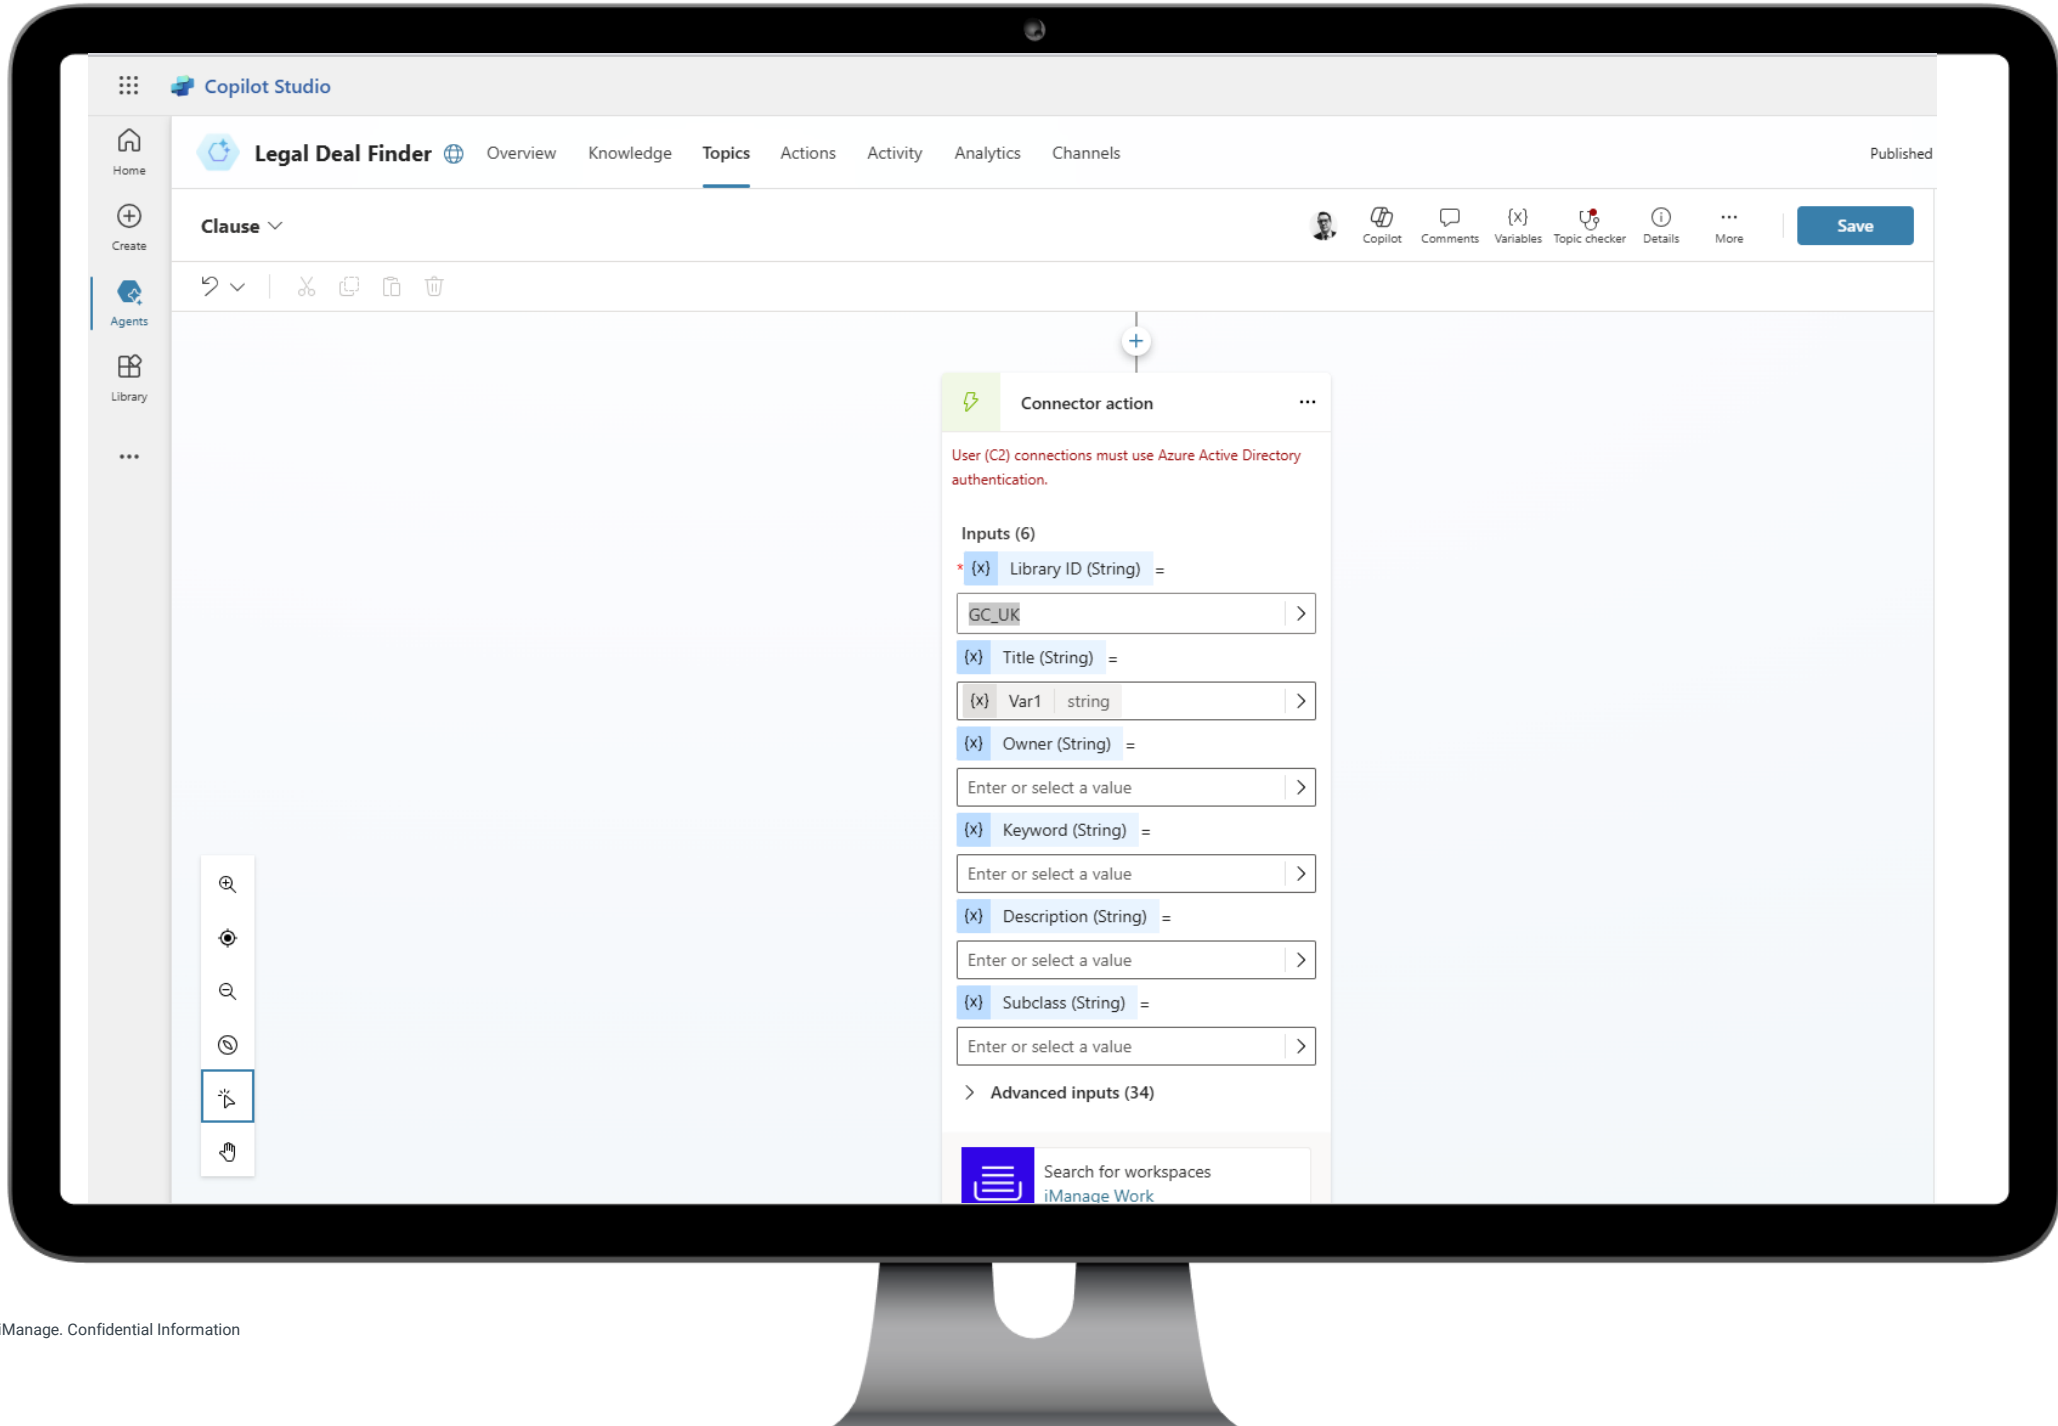 Copilot Studio
Home
Create
Agents
Library
Legal Deal Finder
Overview
Knowledge
Topics
Actions
Activity
Analytics
Channels
Published
Clause
Copilot
Comments
{x}
Variables
Topic checker
Details
More
Save
Connector action
User (C2) connections must use Azure Active Directory
authentication.
Inputs (6)
* {x} Library ID (String) =
GC_UK
{x} Title (String) =
{x} Var1 string
{x} Owner (String) =
Enter or select a value
{x} Keyword (String) =
Enter or select a value
{x} Description (String) =
Enter or select a value
{x} Subclass (String) =
Enter or select a value
Advanced inputs (34)
Search for workspaces
iManage Work
iManage. Confidential Information